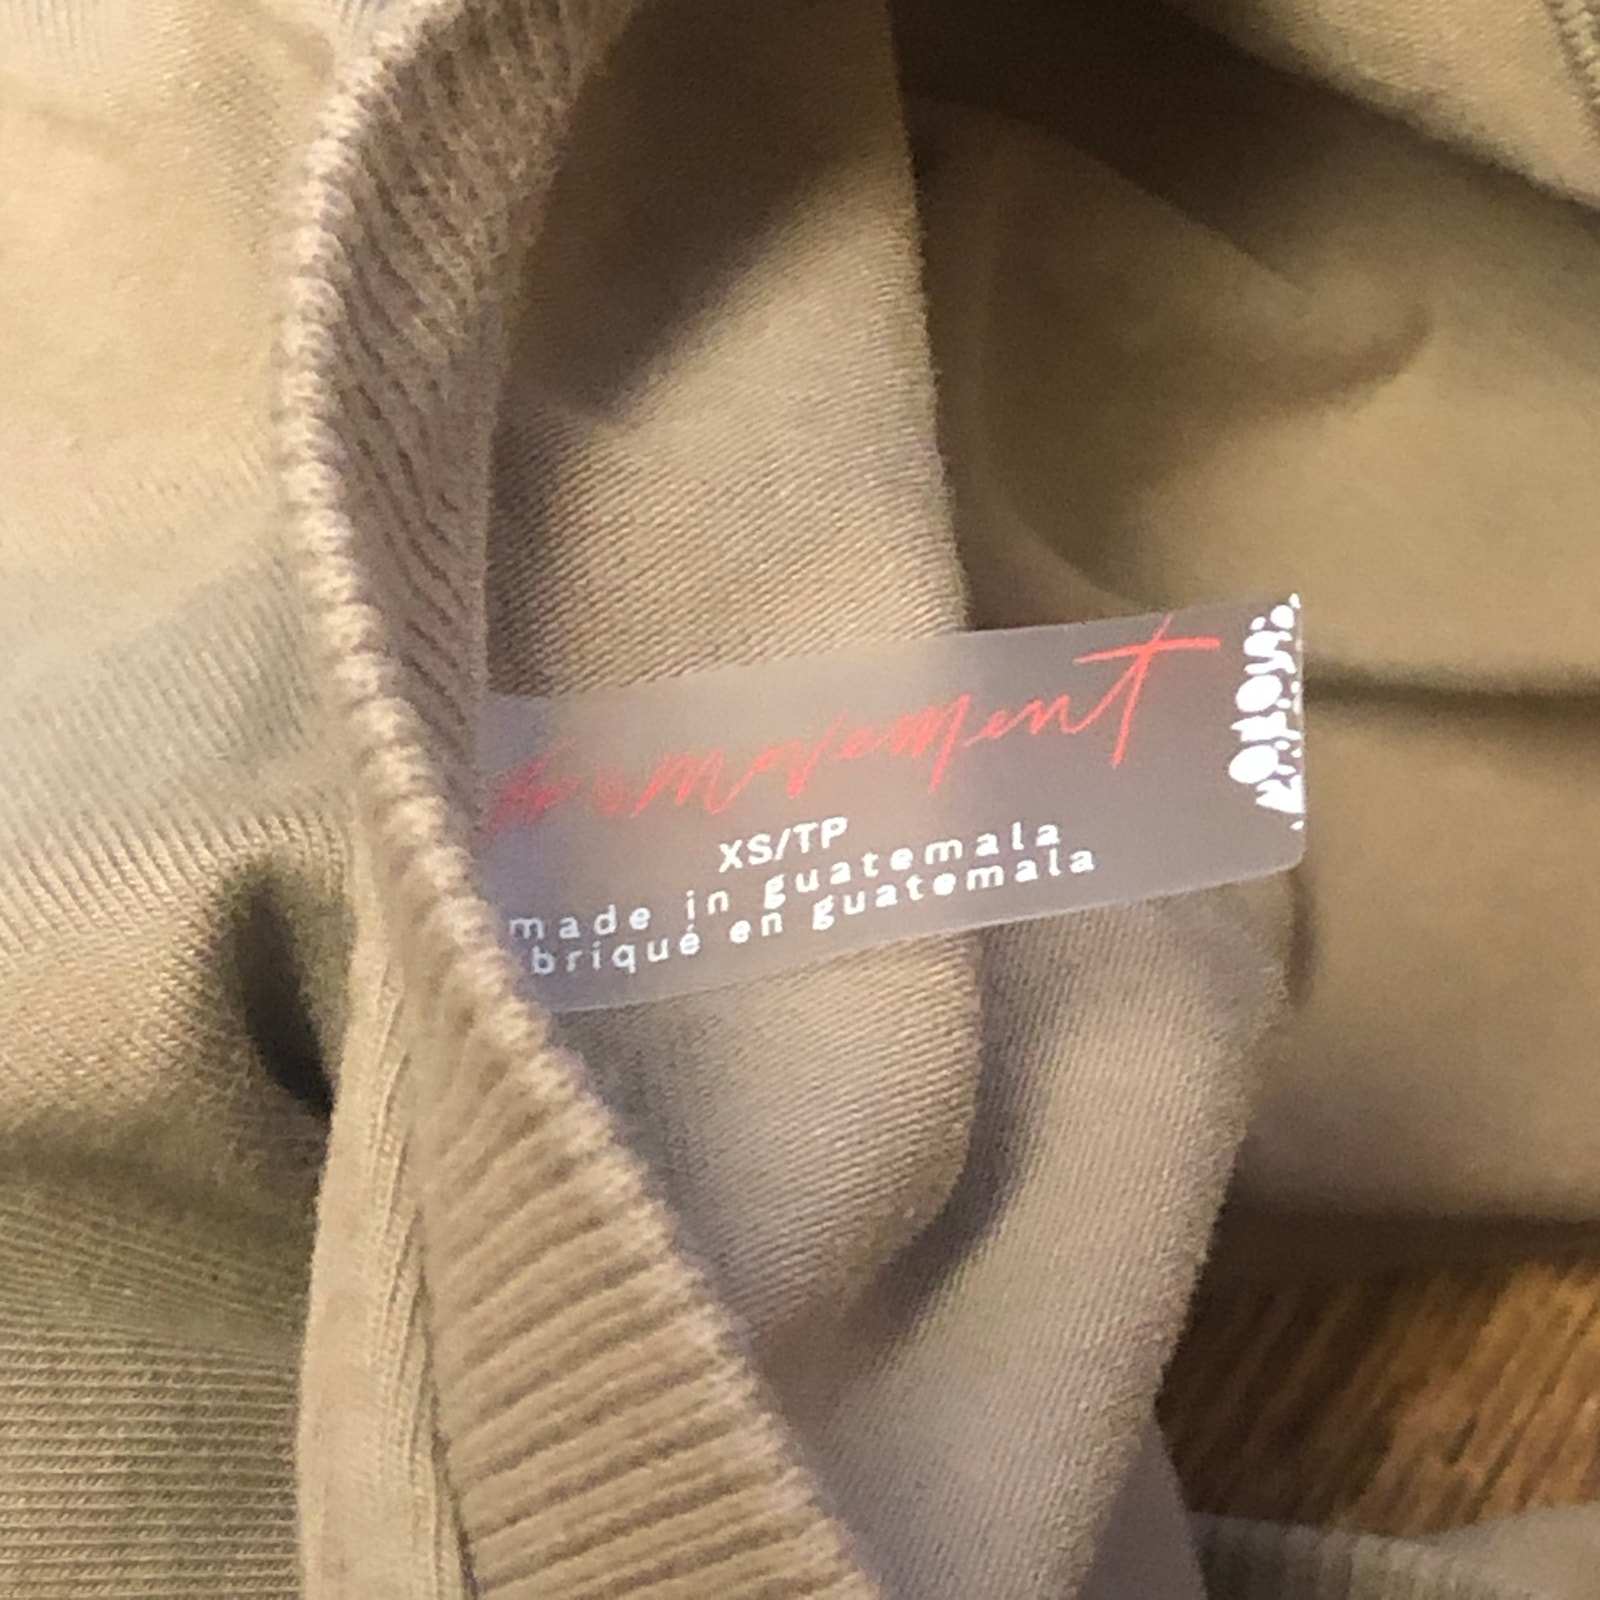 movement
XS/TP
made in guatemala
briqué en guatemala